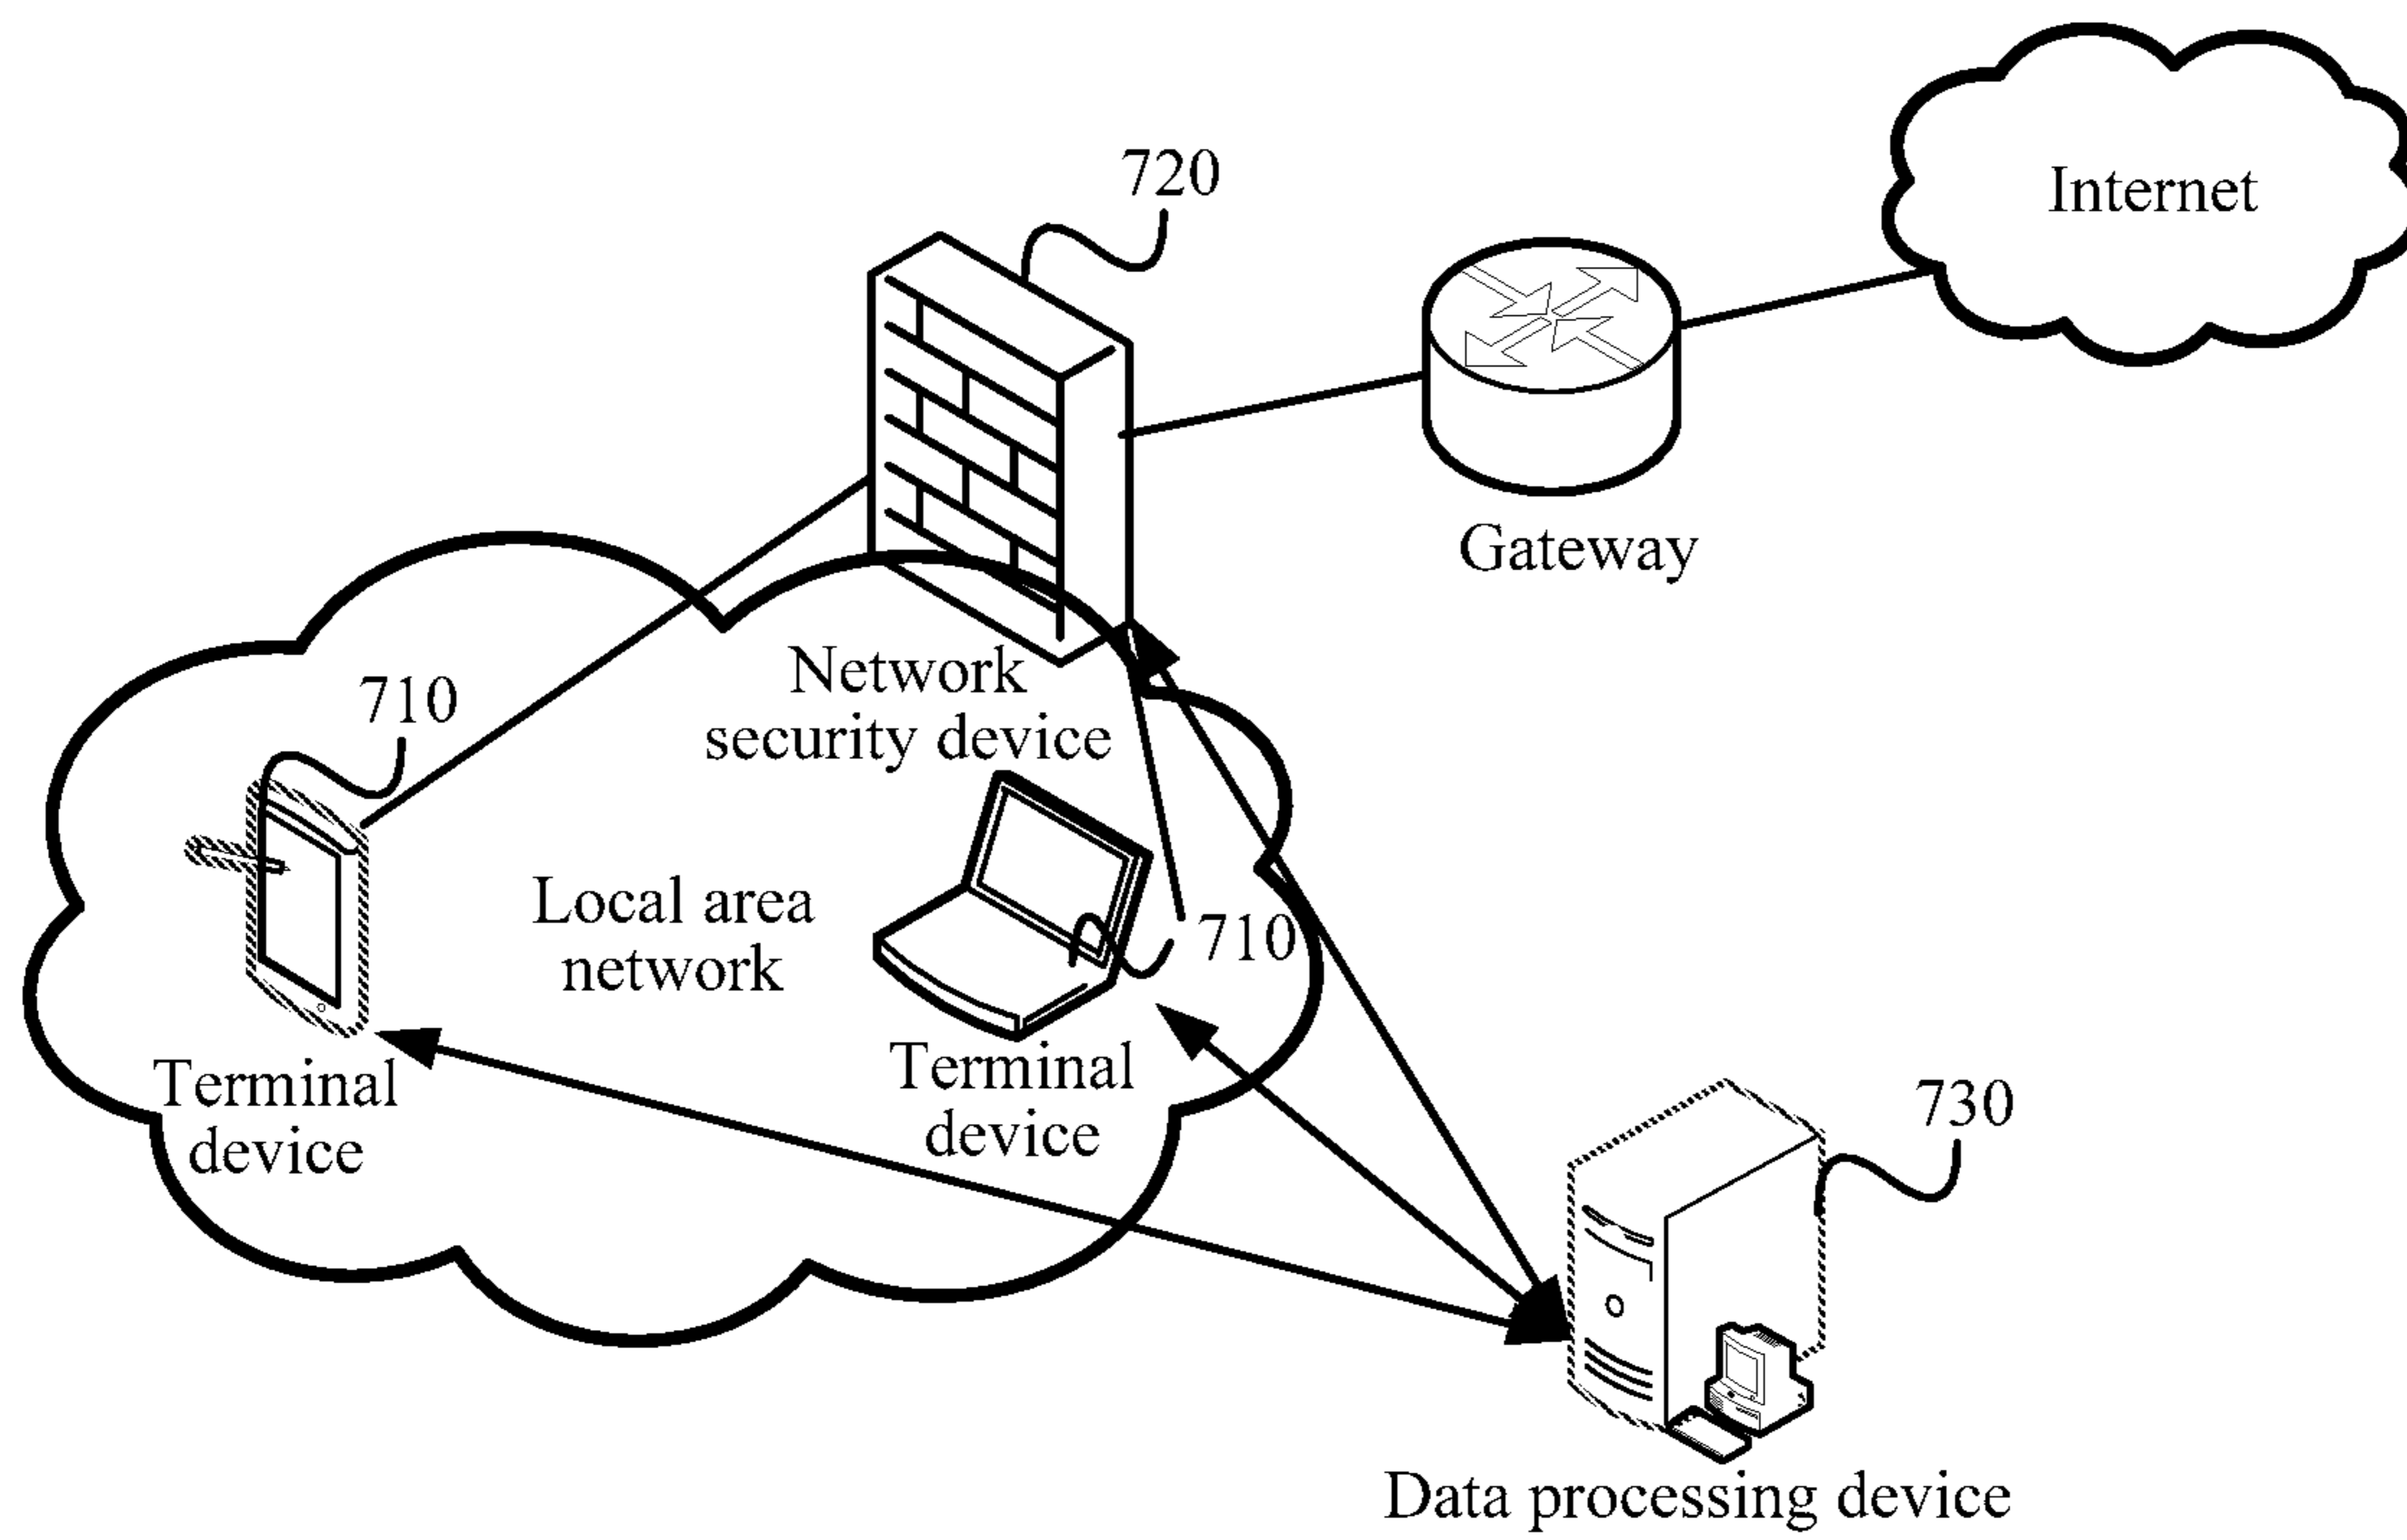 720
Internet
Gateway
Network
security device
710
Local area
network
710
Terminal
device
Terminal
device
730
Data processing device